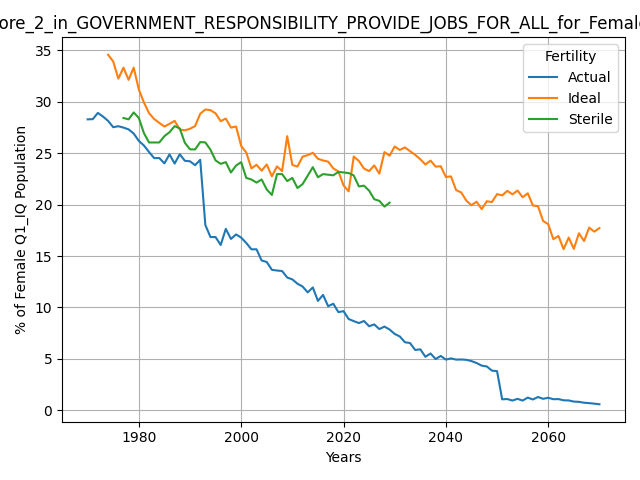 ore_2_in_GOVERNMENT_RESPONSIBILITY_PROVIDE_JOBS_FOR_ALL_for_Female
Fertility
Actual
Ideal
Sterile
% of Female Q1_IQ Population
35
30
25
20
15
10
5
0
1980 2000 2020 2040 2060
Years